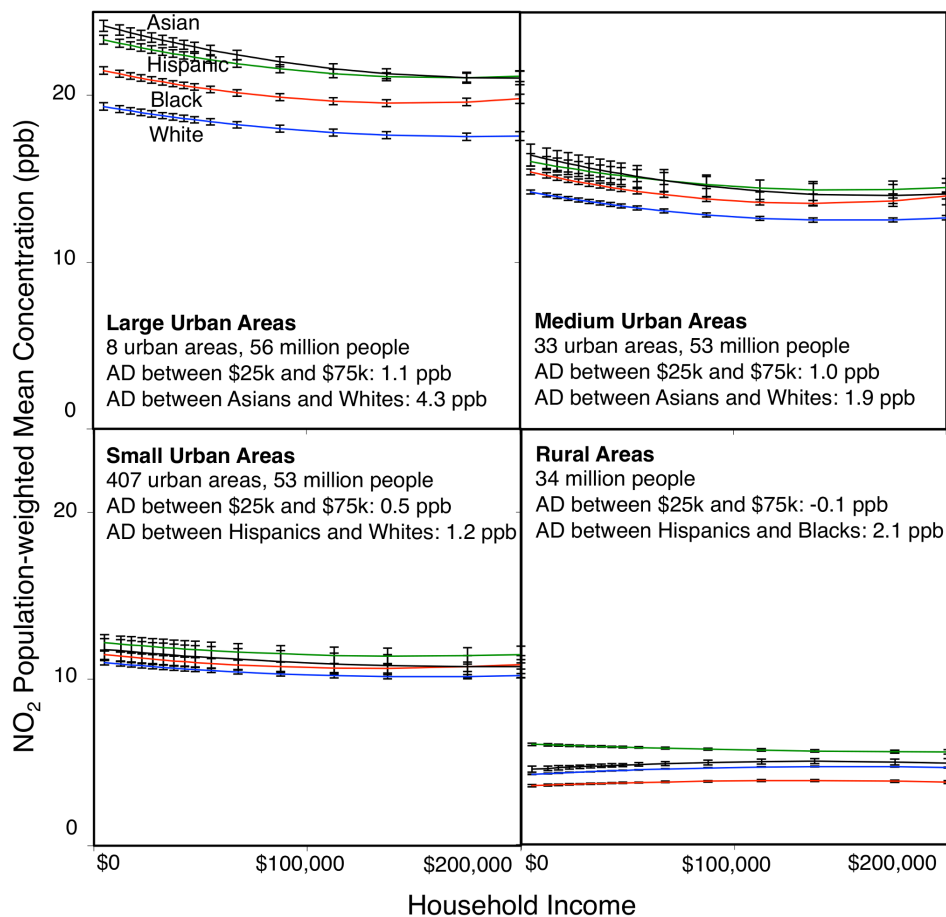 NO2 Population-weighted Mean Concentration (ppb)
20
10
0
Asian
Hispanic
Black
White
Large Urban Areas
8 urban areas, 56 million people
AD between $25k and $75k: 1.1 ppb
AD between Asians and Whites: 4.3 ppb
Medium Urban Areas
33 urban areas, 53 million people
AD between $25k and $75k: 1.0 ppb
AD between Asians and Whites: 1.9 ppb
20
10
0
Small Urban Areas
407 urban areas, 53 million people
AD between $25k and $75k: 0.5 ppb
AD between Hispanics and Whites: 1.2 ppb
Rural Areas
34 million people
AD between $25k and $75k: -0.1 ppb
AD between Hispanics and Blacks: 2.1 ppb
$0 $100,000 $200,000 $0 $100,000 $200,000
Household Income